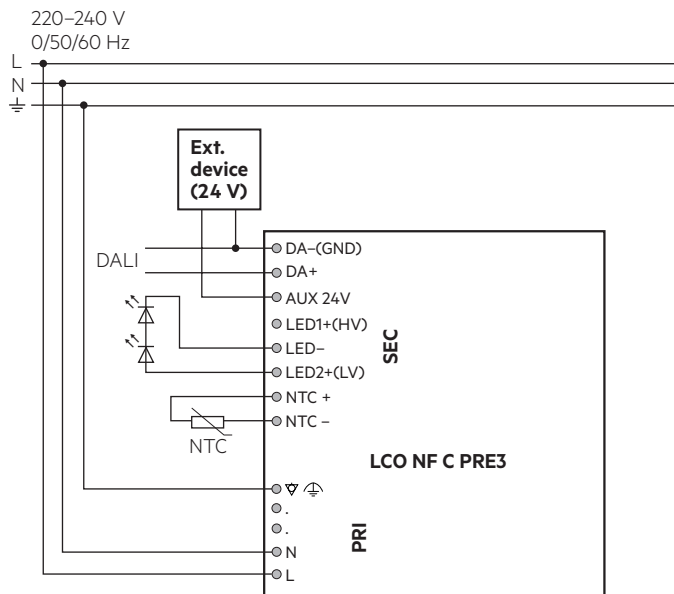 220–240 V
0/50/60 Hz
L
N
Ext.
device
(24 V)
DALI
DA–(GND)
DA+
AUX 24V
LED1+(HV)
LED–
LED2+(LV)
NTC +
NTC –
NTC
SEC
LCO NF C PRE3
.
.
PRI
N
L